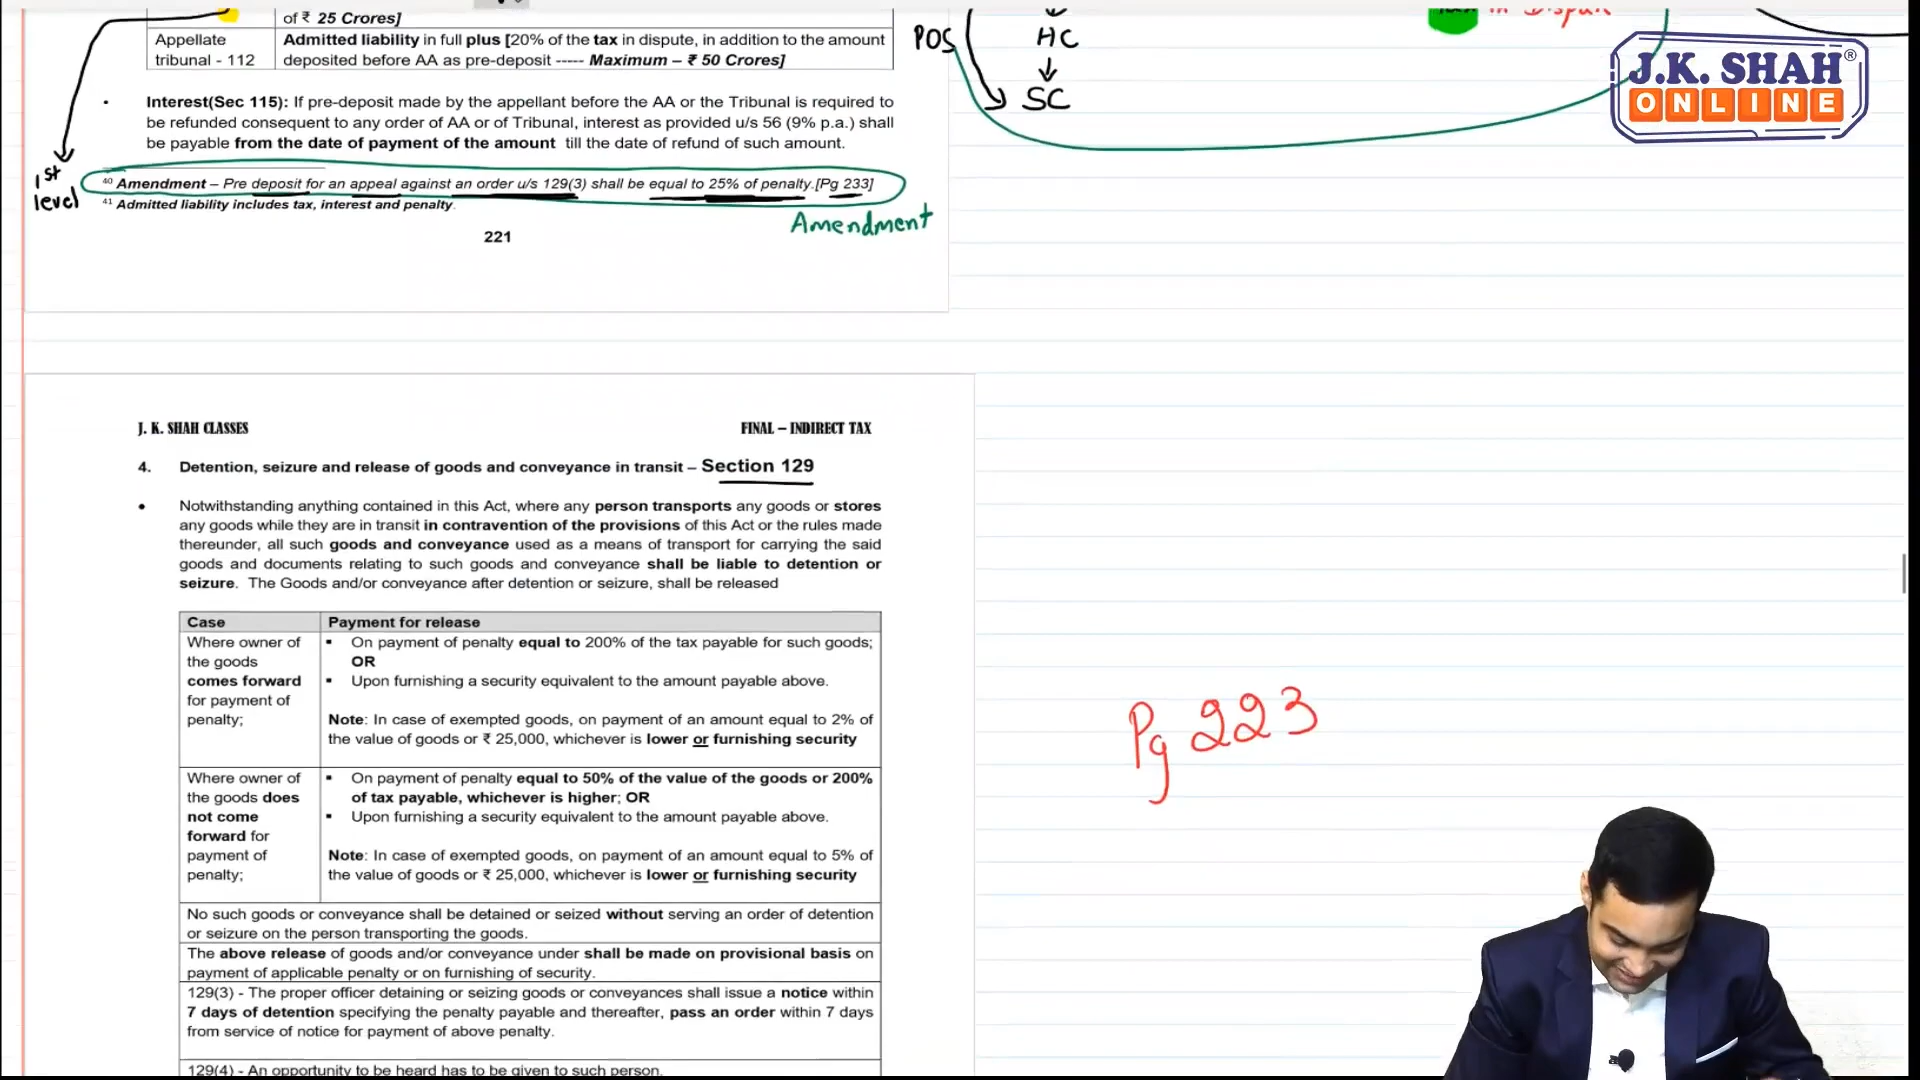 of ₹ 25 Crores]
Appellate
tribunal - 112
Admitted liability in full plus [20% of the tax in dispute, in addition to the amount
deposited before AA as pre-deposit ----- Maximum – ₹ 50 Crores]
▪ Interest(Sec 115): If pre-deposit made by the appellant before the AA or the Tribunal is required to
be refunded consequent to any order of AA or of Tribunal, interest as provided u/s 56 (9% p.a.) shall
be payable from the date of payment of the amount till the date of refund of such amount.
1st
level
40 Amendment – Pre deposit for an appeal against an order u/s 129(3) shall be equal to 25% of penalty.[Pg 233]
41 Admitted liability includes tax, interest and penalty.
Amendment
221
POS
HC
SC
in Disput
J.K. SHAH®
ONLINE
J. K. SHAH CLASSES
FINAL – INDIRECT TAX
4. Detention, seizure and release of goods and conveyance in transit – Section 129
• Notwithstanding anything contained in this Act, where any person transports any goods or stores
any goods while they are in transit in contravention of the provisions of this Act or the rules made
thereunder, all such goods and conveyance used as a means of transport for carrying the said
goods and documents relating to such goods and conveyance shall be liable to detention or
seizure. The Goods and/or conveyance after detention or seizure, shall be released
Case
Payment for release
Where owner of
the goods
comes forward
for payment of
penalty;
▪ On payment of penalty equal to 200% of the tax payable for such goods;
OR
▪ Upon furnishing a security equivalent to the amount payable above.
Note: In case of exempted goods, on payment of an amount equal to 2% of
the value of goods or ₹ 25,000, whichever is lower or furnishing security
Where owner of
the goods does
not come
forward for
payment of
penalty;
▪ On payment of penalty equal to 50% of the value of the goods or 200%
of tax payable, whichever is higher; OR
▪ Upon furnishing a security equivalent to the amount payable above.
Note: In case of exempted goods, on payment of an amount equal to 5% of
the value of goods or ₹ 25,000, whichever is lower or furnishing security
No such goods or conveyance shall be detained or seized without serving an order of detention
or seizure on the person transporting the goods.
The above release of goods and/or conveyance under shall be made on provisional basis on
payment of applicable penalty or on furnishing of security.
129(3) - The proper officer detaining or seizing goods or conveyances shall issue a notice within
7 days of detention specifying the penalty payable and thereafter, pass an order within 7 days
from service of notice for payment of above penalty.
129(4) - An opportunity to be heard has to be given to such person.
Pg 223